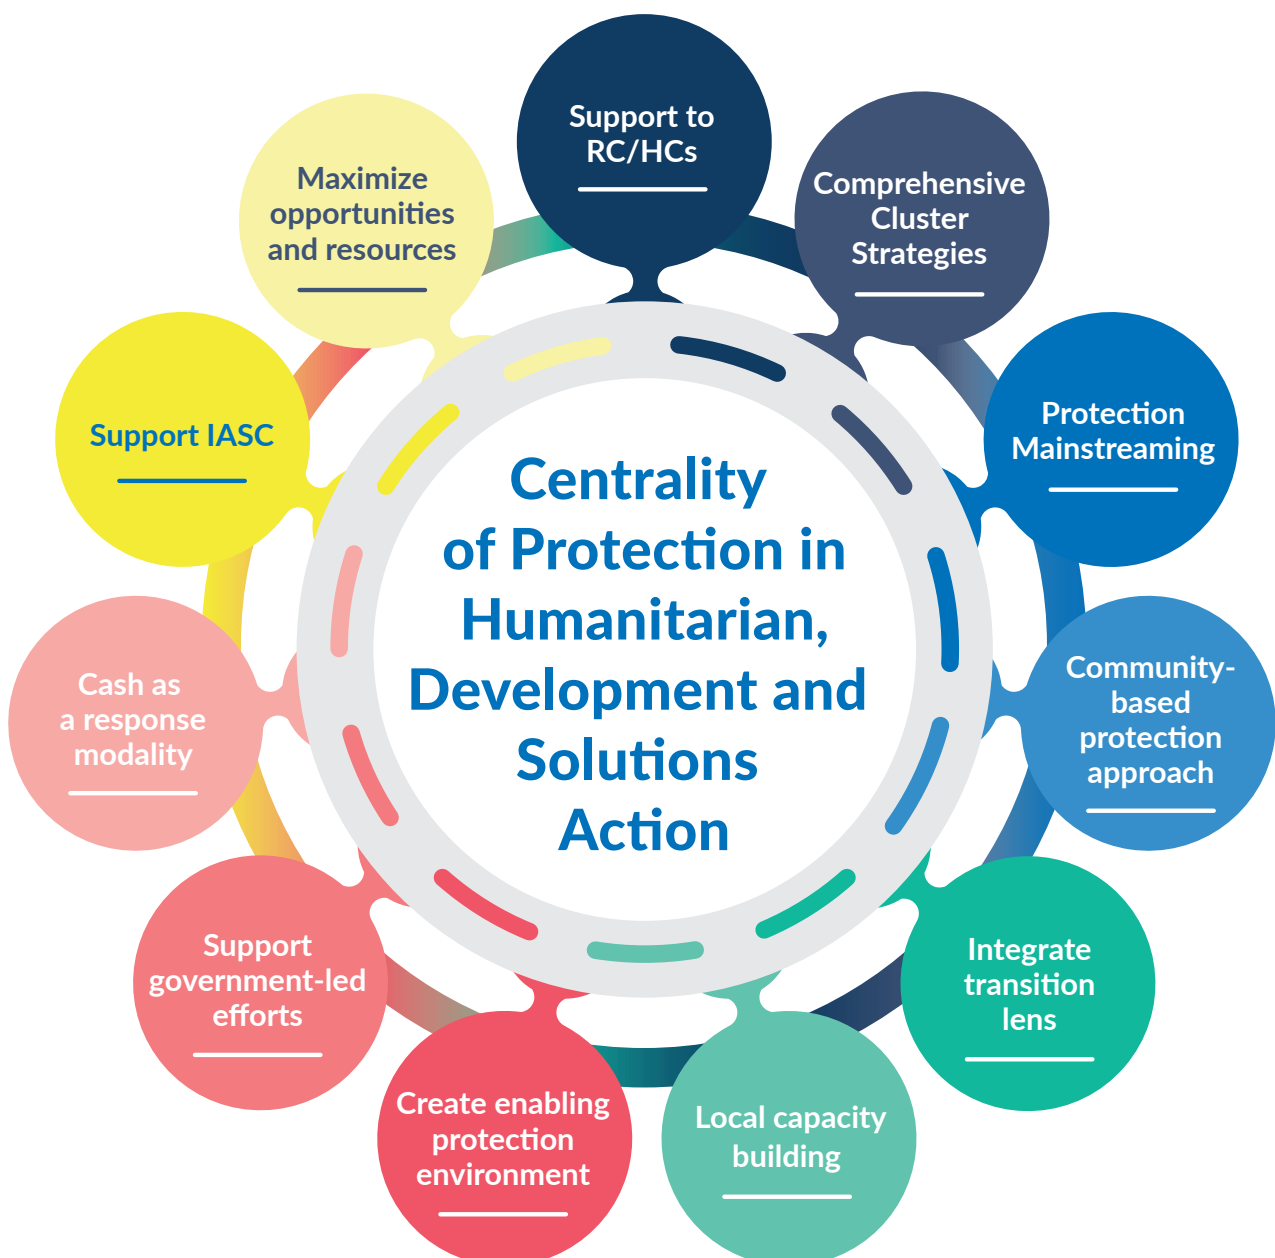 Support to
RC/HCs
Comprehensive
Cluster
Strategies
Protection
Mainstreaming
Community-
based
protection
approach
Integrate
transition
lens
Local capacity
building
Create enabling
protection
environment
Support
government-led
efforts
Cash as
a response
modality
Support IASC
Maximize
opportunities
and resources
Centrality
of Protection in
Humanitarian,
Development and
Solutions
Action